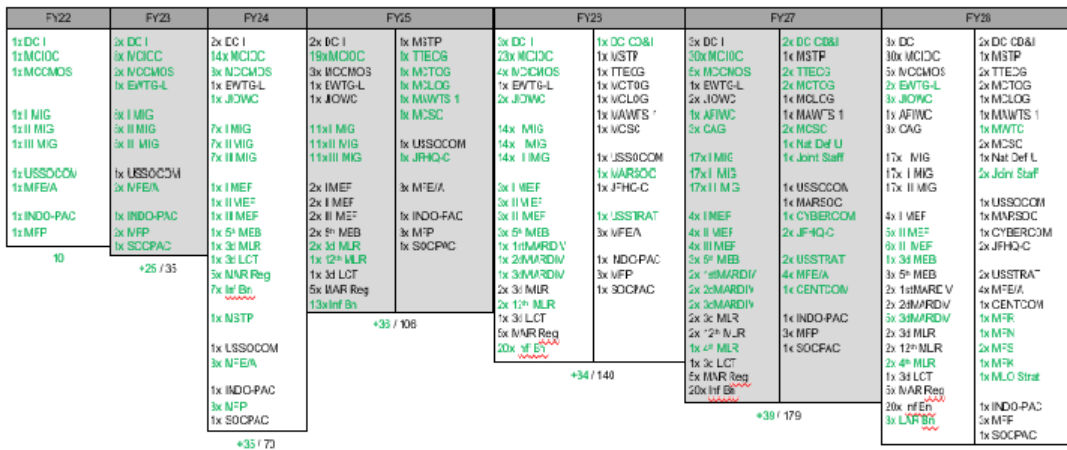 FY22
1x DC I
1x MCIOC
1x MCCMOS
1x I MIG
1x II MIG
1x III MIG
1x USSOCOM
1x MFE/A
1x INDO-PAC
1x MFP
10
FY23
2x DC I
MCIOC
2x MCCMOS
1x EWTG-L
I MIG
II MIG
III MIG
1x USSOCOM
2x MFE/A
1x INDO-PAC
2x MFP
1x SOCPAC
+25 / 35
FY24
2x DC I
14x MCIOC
3x MCCMOS
1x EWTG-L
1x JIOWC
7x I MIG
7x II MIG
7x III MIG
1x I MEF
1x II MEF
1x III MEF
1x 5th MEB
1x 3d MLR
1x 3d LCT
5x MAR Reg
7x Inf Bn
1x MSTP
1x USSOCOM
3x MFE/A
1x INDO-PAC
3x MFP
1x SOCPAC
+35 / 70
FY25
2x DC I
19x MCIOC
3x MCCMOS
1x EWTG-L
1x JIOWC
11x I MIG
11x II MIG
11x III MIG
2x I MEF
2x II MEF
2x III MEF
2x 5th MEB
2x 3d MLR
1x 12th MLR
1x 3d LCT
5x MAR Reg
13x Inf Bn
1x MSTP
1x TTECG
1x MCTOG
1x MCLOG
1x MAWTS 1
1x MCSC
1x USSOCOM
1x JFHQ-C
3x MFE/A
1x INDO-PAC
3x MFP
1x SOCPAC
+36 / 106
FY26
3x DC I
23x MCIOC
4x MCCMOS
1x EWTG-L
2x JIOWC
14x I MIG
14x II MIG
14x III MIG
3x I MEF
3x II MEF
3x III MEF
3x 5th MEB
1x 1stMARDIV
1x 2dMARDIV
1x 3dMARDIV
2x 3d MLR
2x 12th MLR
1x 3d LCT
5x MAR Reg
20x Inf Bn
1x DC CD&I
1x MSTP
1x TTECG
1x MCTOG
1x MCLOG
1x MAWTS 1
1x MCSC
1x USSOCOM
1x MARSOC
1x JFHQ-C
1x USSTRAT
3x MFE/A
1x INDO-PAC
3x MFP
1x SOCPAC
+34 / 140
FY27
3x DC I
30x MCIOC
5x MCCMOS
1x EWTG-L
2x JIOWC
1x AFIWC
3x CAG
17x I MIG
17x II MIG
17x III MIG
4x I MEF
4x II MEF
4x III MEF
3x 5th MEB
2x 1stMARDIV
2x 2dMARDIV
2x 3dMARDIV
2x 3d MLR
2x 12th MLR
1x 4th MLR
1x 3d LCT
5x MAR Reg
20x Inf Bn
2x DC CD&I
1x MSTP
2x TTECG
2x MCTOG
1x MCLOG
1x MAWTS 1
2x MCSC
1x Nat Def U
1x Joint Staff
1x USSOCOM
1x MARSOC
1x CYBERCOM
2x JFHQ-C
2x USSTRAT
4x MFE/A
1x CENTCOM
1x INDO-PAC
3x MFP
1x SOCPAC
+39 / 179
FY28
3x DC
30x MCIOC
5x MCCMOS
2x EWTG-L
3x JIOWC
1x AFIWC
3x CAG
17x I MIG
17x II MIG
17x III MIG
4x I MEF
5x II MEF
6x III MEF
1x 3d MEB
3x 5th MEB
2x 1stMARDIV
2x 2dMARDIV
5x 3dMARDIV
2x 3d MLR
2x 12th MLR
2x 4th MLR
1x 3d LCT
5x MAR Reg
20x Inf Bn
3x LAR Bn
2x DC CD&I
1x MSTP
2x TTECG
2x MCTOG
1x MCLOG
1x MAWTS 1
1x MWTC
2x MCSC
1x Nat Def U
2x Joint Staff
1x USSOCOM
1x MARSOC
1x CYBERCOM
2x JFHQ-C
2x USSTRAT
4x MFE/A
1x CENTCOM
1x MFR
1x MFN
2x MFS
1x MFK
1x MLO Strat
1x INDO-PAC
3x MFP
1x SOCPAC